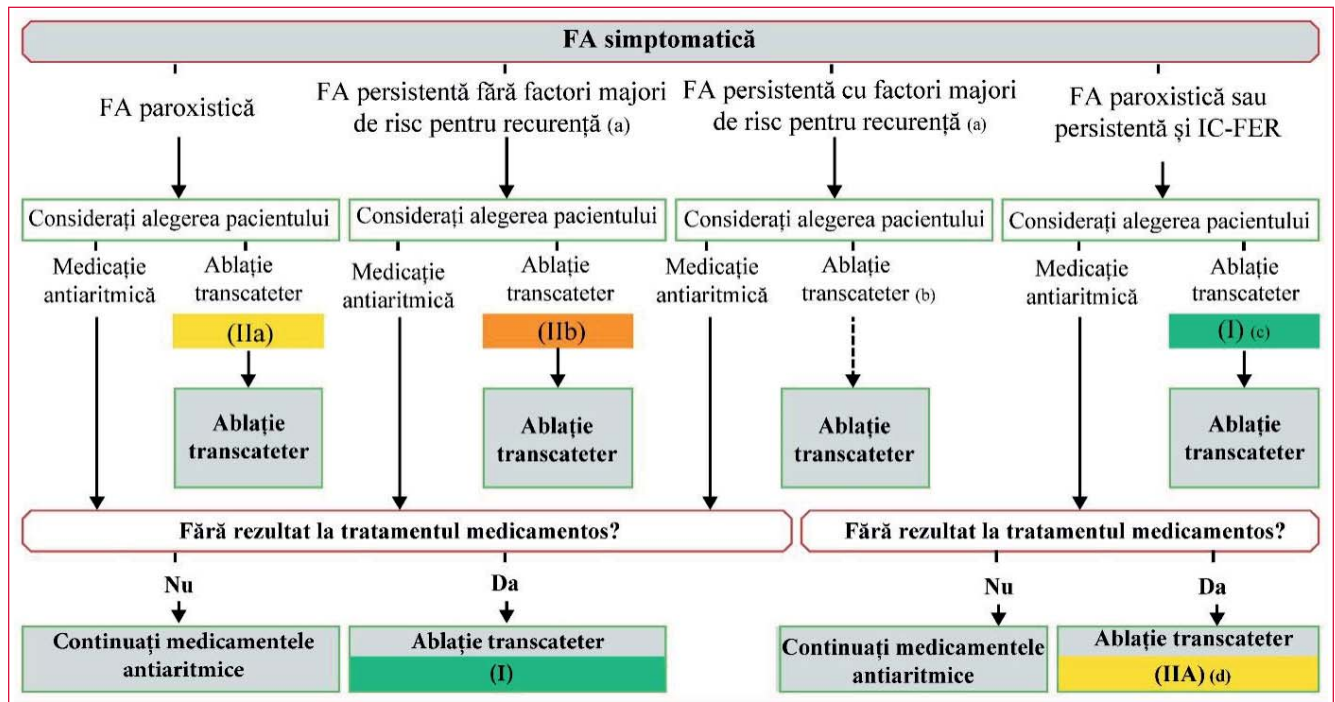 FA simptomatică
FA paroxistică
FA persistentă fără factori majori
de risc pentru recurență (a)
FA persistentă cu factori majori
de risc pentru recurență (a)
FA paroxistică sau
persistentă și IC-FER
Considerați alegerea pacientului
Considerați alegerea pacientului
Considerați alegerea pacientului
Considerați alegerea pacientului
Medicație
antiaritmică
Ablație
transcateter
(IIa)
Medicație
antiaritmică
Ablație
transcateter
(IIb)
Medicație
antiaritmică
Ablație
transcateter (b)
Medicație
antiaritmică
Ablație
transcateter
(I) (c)
Ablație
transcateter
Ablație
transcateter
Ablație
transcateter
Ablație
transcateter
Fără rezultat la tratamentul medicamentos?
Fără rezultat la tratamentul medicamentos?
Nu
Da
Nu
Da
Continuați medicamentele
antiaritmice
Ablație transcateter
(I)
Continuați medicamentele
antiaritmice
Ablație transcateter
(IIA) (d)